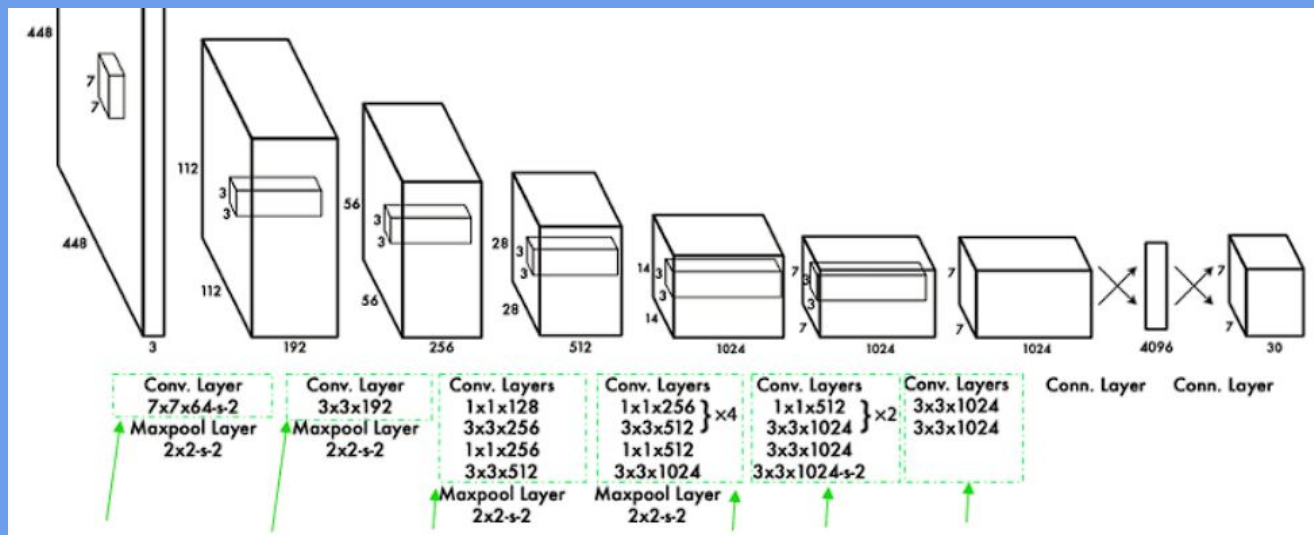 448
7
7
448
3
112
3
3
112
192
56
3
3
56
256
28
3
3
28
512
14
3
3
14
1024
7
3
3
7
1024
7
7
1024
4096
7
7
30
Conv. Layer
7x7x64-s-2
Maxpool Layer
2x2-s-2
Conv. Layer
3x3x192
Maxpool Layer
2x2-s-2
Conv. Layers
1x1x128
3x3x256
1x1x256
3x3x512
Maxpool Layer
2x2-s-2
Conv. Layers
1x1x256
3x3x512 } ×4
1x1x512
3x3x1024
Maxpool Layer
2x2-s-2
Conv. Layers
1x1x512
3x3x1024 } ×2
3x3x1024
3x3x1024-s-2
Conv. Layers
3x3x1024
3x3x1024
Conn. Layer
Conn. Layer